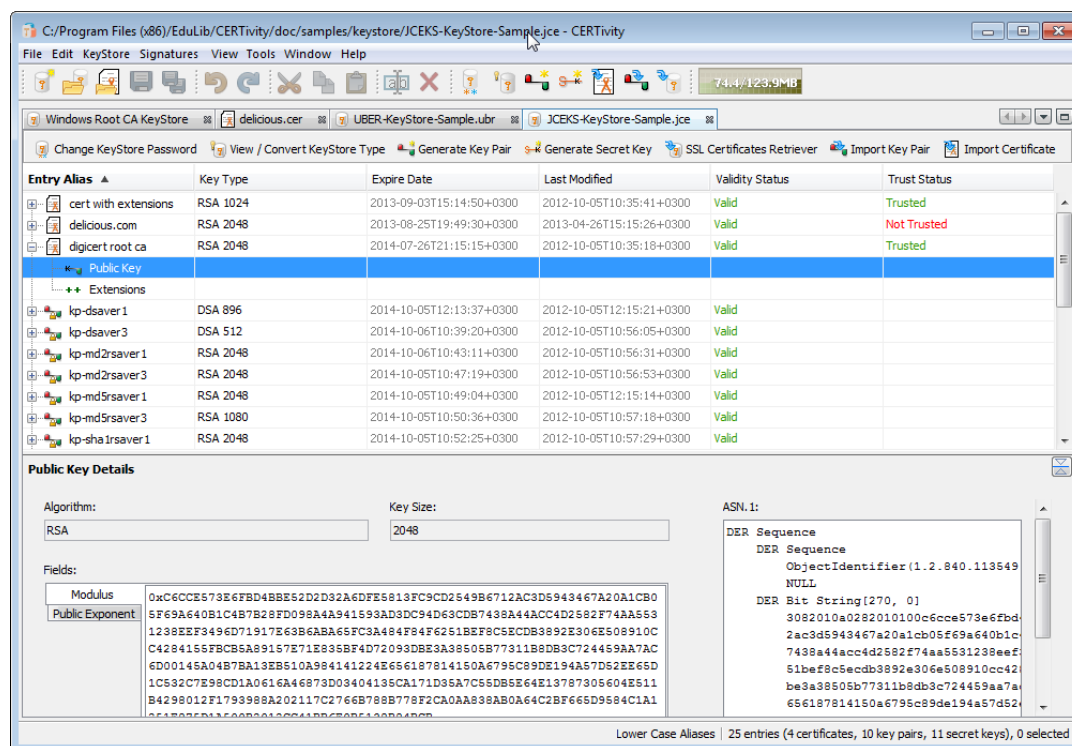 C:/Program Files (x86)/EduLib/CERTivity/doc/samples/keystore/JCEKS-KeyStore-Sample.jce - CERTivity
File Edit KeyStore Signatures View Tools Window Help
74.4/123.9MB
Windows Root CA KeyStore delicious.cer UBER-KeyStore-Sample.ubr JCEKS-KeyStore-Sample.jce
Change KeyStore Password View / Convert KeyStore Type Generate Key Pair Generate Secret Key SSL Certificates Retriever Import Key Pair Import Certificate
Entry Alias Key Type Expire Date Last Modified Validity Status Trust Status
cert with extensions RSA 1024 2013-09-03T15:14:50+0300 2012-10-05T10:35:41+0300 Valid Trusted
delicious.com RSA 2048 2013-08-25T19:49:30+0300 2013-04-26T15:15:26+0300 Valid Not Trusted
digicert root ca RSA 2048 2014-07-26T21:15:15+0300 2012-10-05T10:35:18+0300 Valid Trusted
Public Key
Extensions
kp-dsaver1 DSA 896 2014-10-05T12:13:37+0300 2012-10-05T12:15:21+0300 Valid
kp-dsaver3 DSA 512 2014-10-06T10:39:20+0300 2012-10-05T10:56:05+0300 Valid
kp-md2rsaver1 RSA 2048 2014-10-06T10:43:11+0300 2012-10-05T10:56:31+0300 Valid
kp-md2rsaver3 RSA 2048 2014-10-05T10:47:19+0300 2012-10-05T10:56:53+0300 Valid
kp-md5rsaver1 RSA 2048 2014-10-05T10:49:04+0300 2012-10-05T12:15:14+0300 Valid
kp-md5rsaver3 RSA 1080 2014-10-05T10:50:36+0300 2012-10-05T10:57:18+0300 Valid
kp-sha1rsaver1 RSA 2048 2014-10-05T10:52:25+0300 2012-10-05T10:57:29+0300 Valid
Public Key Details
Algorithm: Key Size: ASN.1:
RSA 2048
Fields:
Modulus
Public Exponent
0xC6CCE573E6FBD4BBE52D2D32A6DFE5813FC9CD2549B6712AC3D5943467A20A1CB0
5F69A640B1C4B7B28FD098A4A941593AD3DC94D63CDB7438A44ACC4D2582F74AA553
1238EEF3496D71917E63B6ABA65FC3A484F84F6251BEF8C5ECDB3892E306E508910C
C4284155FBCB5A89157E71E835BF4D72093DBE3A38505B77311B8DB3C724459AA7AC
6D00145A04B7BA13EB510A984141224E656187814150A6795C89DE194A57D52EE65D
1C532C7E98CD1A0616A46873D03404135CA171D35A7C55DB5E64E13787305604E511
B4298012F1793988A202117C2766B788B778F2CA0AA838AB0A64C2BF665D9584C1A1
DER Sequence
DER Sequence
ObjectIdentifier(1.2.840.113549
NULL
DER Bit String[270, 0]
3082010a0282010100c6cce573e6fbd
2ac3d5943467a20a1cb05f69a640b1c
7438a44acc4d2582f74aa5531238eef
51bef8c5ecdb3892e306e508910cc42
be3a38505b77311b8db3c724459aa7a
656187814150a6795c89de194a57d52
Lower Case Aliases 25 entries (4 certificates, 10 key pairs, 11 secret keys), 0 selected